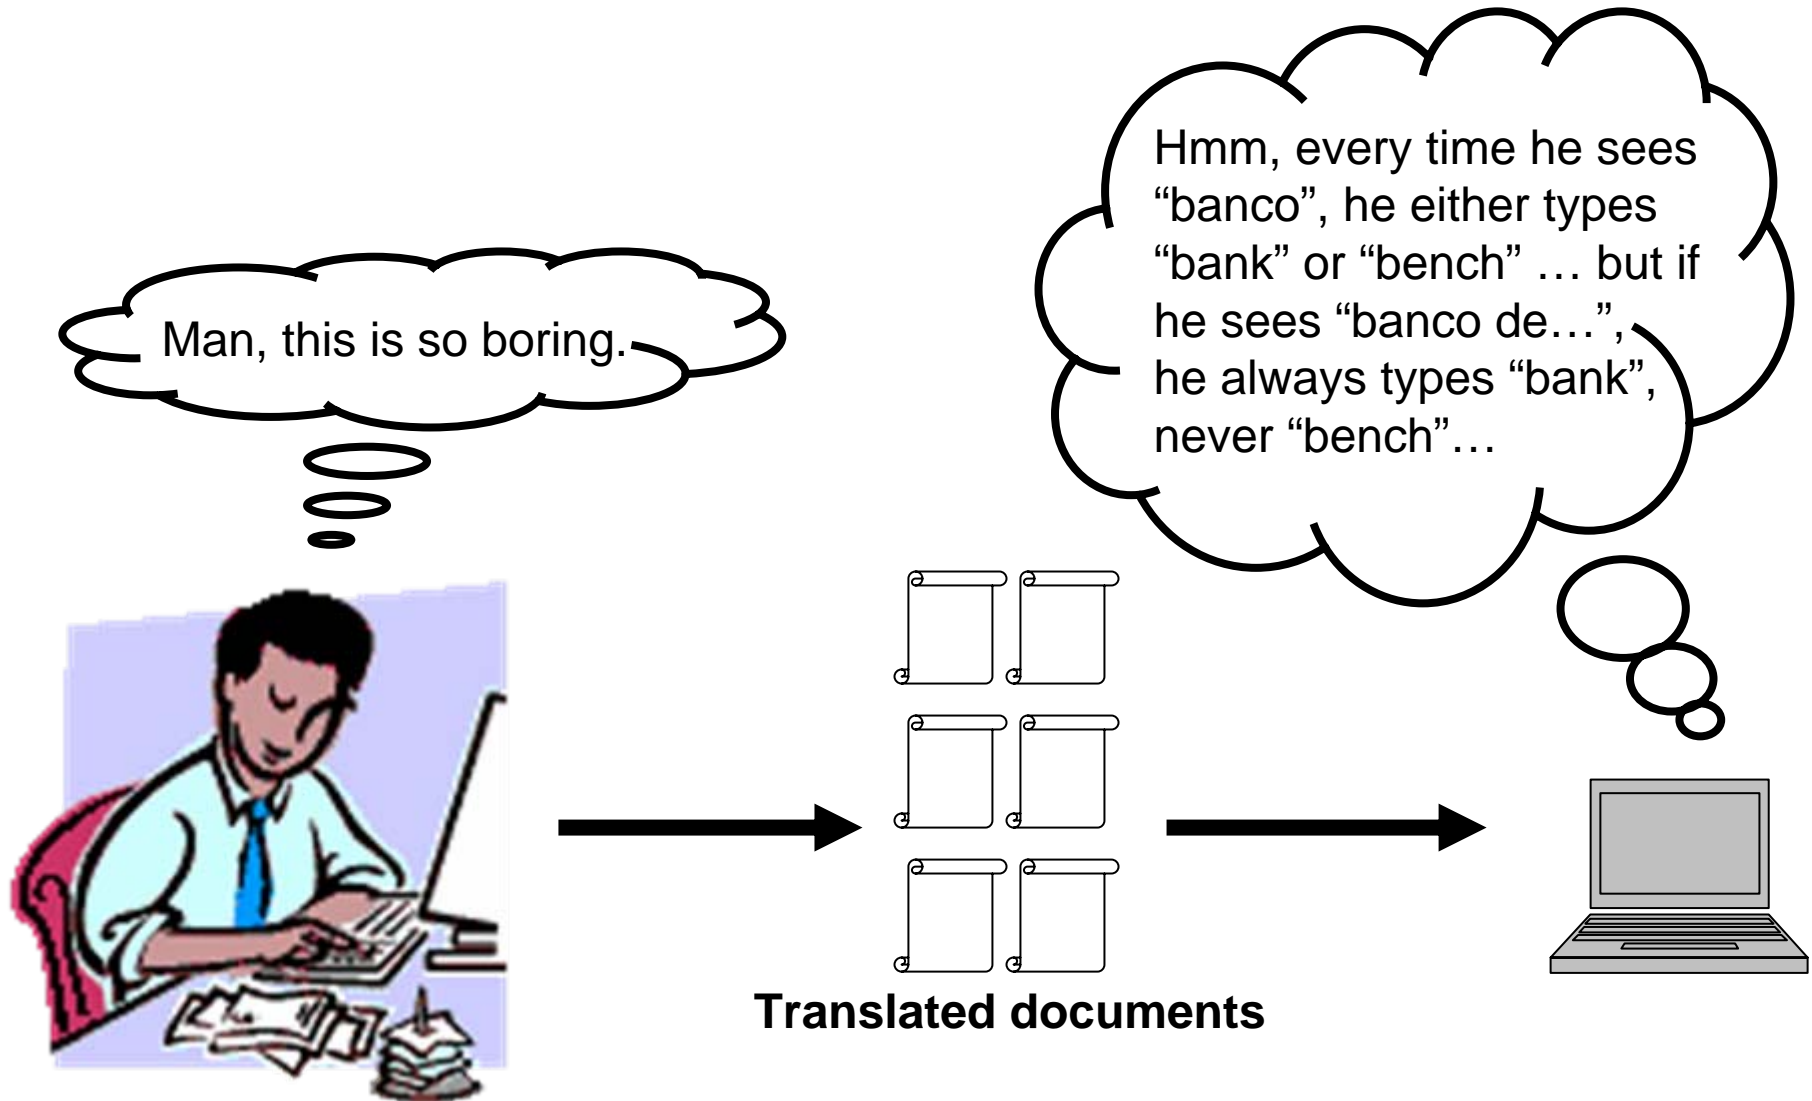 Man, this is so boring.
Hmm, every time he sees
“banco”, he either types
“bank” or “bench” … but if
he sees “banco de…”,
he always types “bank”,
never “bench”…
Translated documents